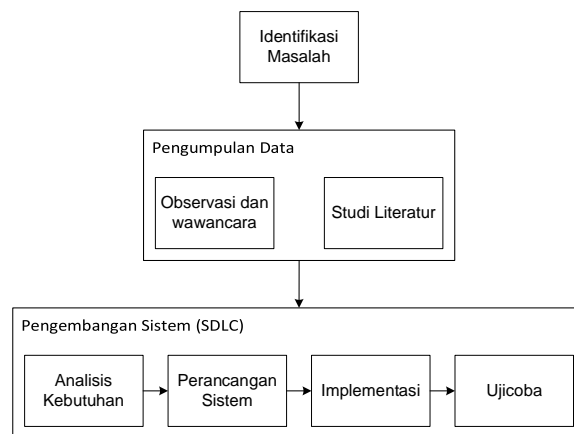 Identifikasi
Masalah
Pengumpulan Data
Observasi dan
wawancara
Studi Literatur
Pengembangan Sistem (SDLC)
Analisis
Kebutuhan
Perancangan
Sistem
Implementasi
Ujicoba